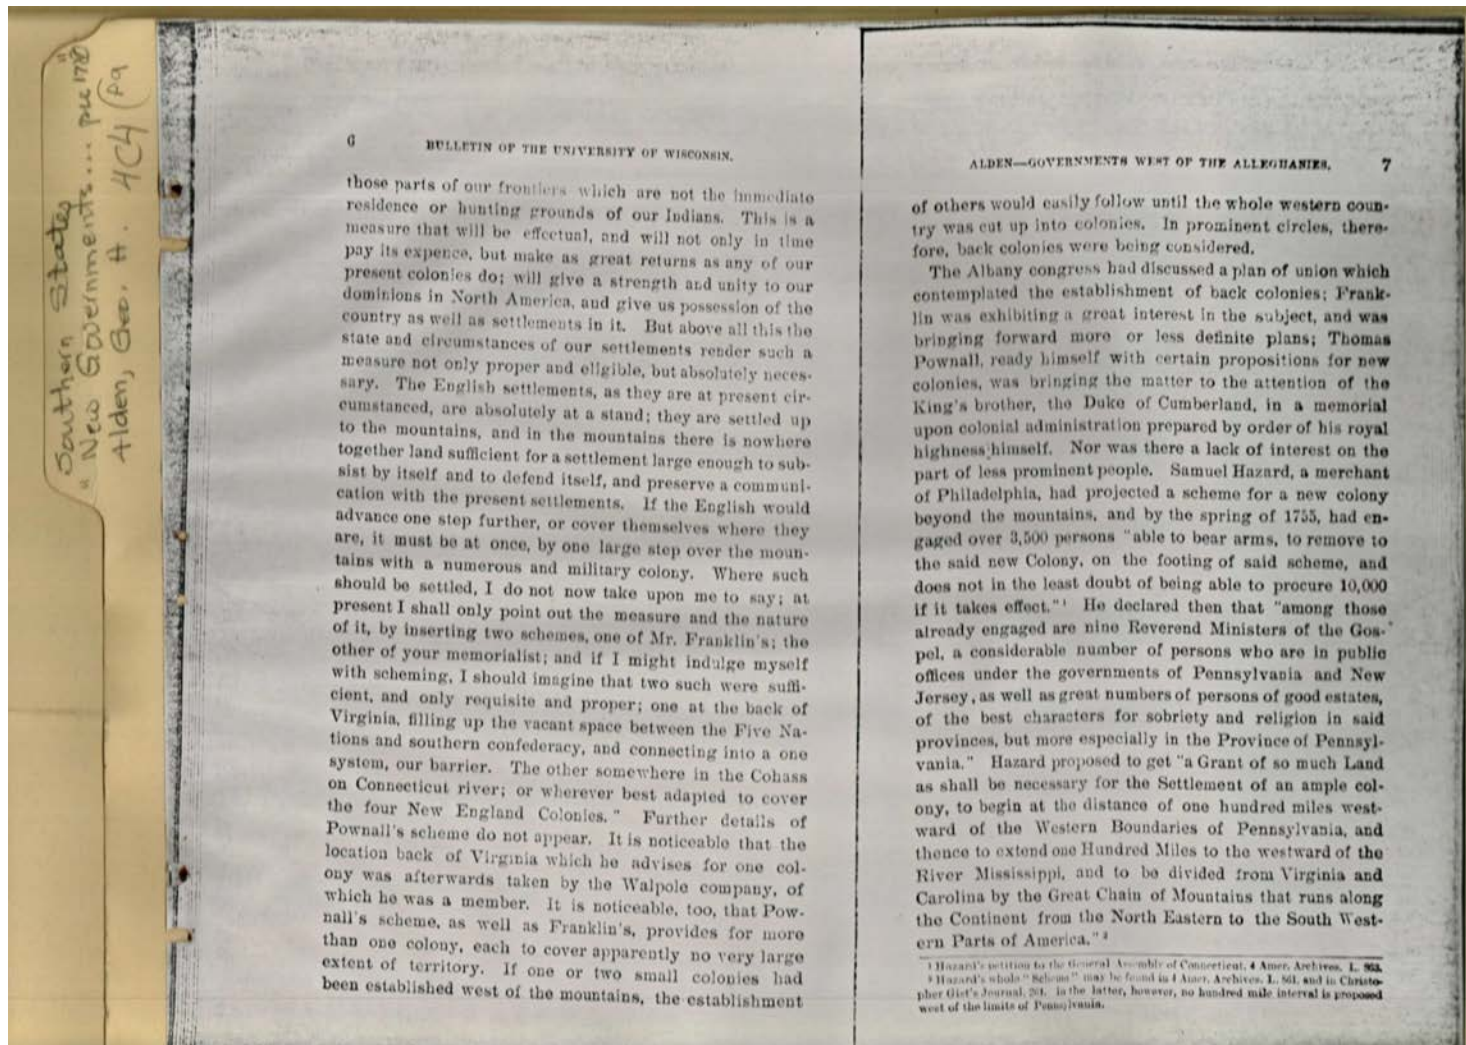 Southern States
"New Governments... pre 1780"
Alden, Geo. H. 4C4 (pq
6 BULLETIN OF THE UNIVERSITY OF WISCONSIN.
those parts of our frontiers which are not the immediate
residence or hunting grounds of our Indians. This is a
measure that will be effectual, and will not only in time
pay its expence, but make as great returns as any of our
present colonies do; will give a strength and unity to our
dominions in North America, and give us possession of the
country as well as settlements in it. But above all this the
state and circumstances of our settlements render such a
measure not only proper and eligible, but absolutely neces-
sary. The English settlements, as they are at present cir-
cumstanced, are absolutely at a stand; they are settled up
to the mountains, and in the mountains there is nowhere
together land sufficient for a settlement large enough to sub-
sist by itself and to defend itself, and preserve a communi-
cation with the present settlements. If the English would
advance one step further, or cover themselves where they
are, it must be at once, by one large step over the moun-
tains with a numerous and military colony. Where such
should be settled, I do not now take upon me to say; at
present I shall only point out the measure and the nature
of it, by inserting two schemes, one of Mr. Franklin's; the
other of your memorialist; and if I might indulge myself
with scheming, I should imagine that two such were suffi-
cient, and only requisite and proper; one at the back of
Virginia, filling up the vacant space between the Five Na-
tions and southern confederacy, and connecting into a one
system, our barrier. The other somewhere in the Cohass
on Connecticut river; or wherever best adapted to cover
the four New England Colonies." Further details of
Pownall's scheme do not appear. It is noticeable that the
location back of Virginia which he advises for one col-
ony was afterwards taken by the Walpole company, of
which he was a member. It is noticeable, too, that Pow-
nall's scheme, as well as Franklin's, provides for more
than one colony, each to cover apparently no very large
extent of territory. If one or two small colonies had
been established west of the mountains, the establishment
ALDEN—GOVERNMENTS WEST OF THE ALLEGHANIES. 7
of others would easily follow until the whole western coun-
try was cut up into colonies. In prominent circles, there-
fore, back colonies were being considered.
The Albany congress had discussed a plan of union which
contemplated the establishment of back colonies; Frank-
lin was exhibiting a great interest in the subject, and was
bringing forward more or less definite plans; Thomas
Pownall, ready himself with certain propositions for new
colonies, was bringing the matter to the attention of the
King's brother, the Duke of Cumberland, in a memorial
upon colonial administration prepared by order of his royal
highness himself. Nor was there a lack of interest on the
part of less prominent people. Samuel Hazard, a merchant
of Philadelphia, had projected a scheme for a new colony
beyond the mountains, and by the spring of 1755, had en-
gaged over 3,500 persons "able to bear arms, to remove to
the said new Colony, on the footing of said scheme, and
does not in the least doubt of being able to procure 10,000
if it takes effect."¹ He declared then that "among those
already engaged are nine Reverend Ministers of the Gos-
pel, a considerable number of persons who are in public
offices under the governments of Pennsylvania and New
Jersey, as well as great numbers of persons of good estates,
of the best characters for sobriety and religion in said
provinces, but more especially in the Province of Pennsyl-
vania." Hazard proposed to get "a Grant of so much Land
as shall be necessary for the Settlement of an ample col-
ony, to begin at the distance of one hundred miles west-
ward of the Western Boundaries of Pennsylvania, and
thence to extend one Hundred Miles to the westward of the
River Mississippi, and to be divided from Virginia and
Carolina by the Great Chain of Mountains that runs along
the Continent from the North Eastern to the South West-
ern Parts of America."²
¹ Hazard's petition to the General Assembly of Connecticut, 4 Amer. Archives, I., 863.
² Hazard's whole "Scheme" may be found in 4 Amer. Archives, I., 861, and in Christo-
pher Gist's Journal, 261. In the latter, however, no hundred mile interval is proposed
west of the limits of Pennsylvania.